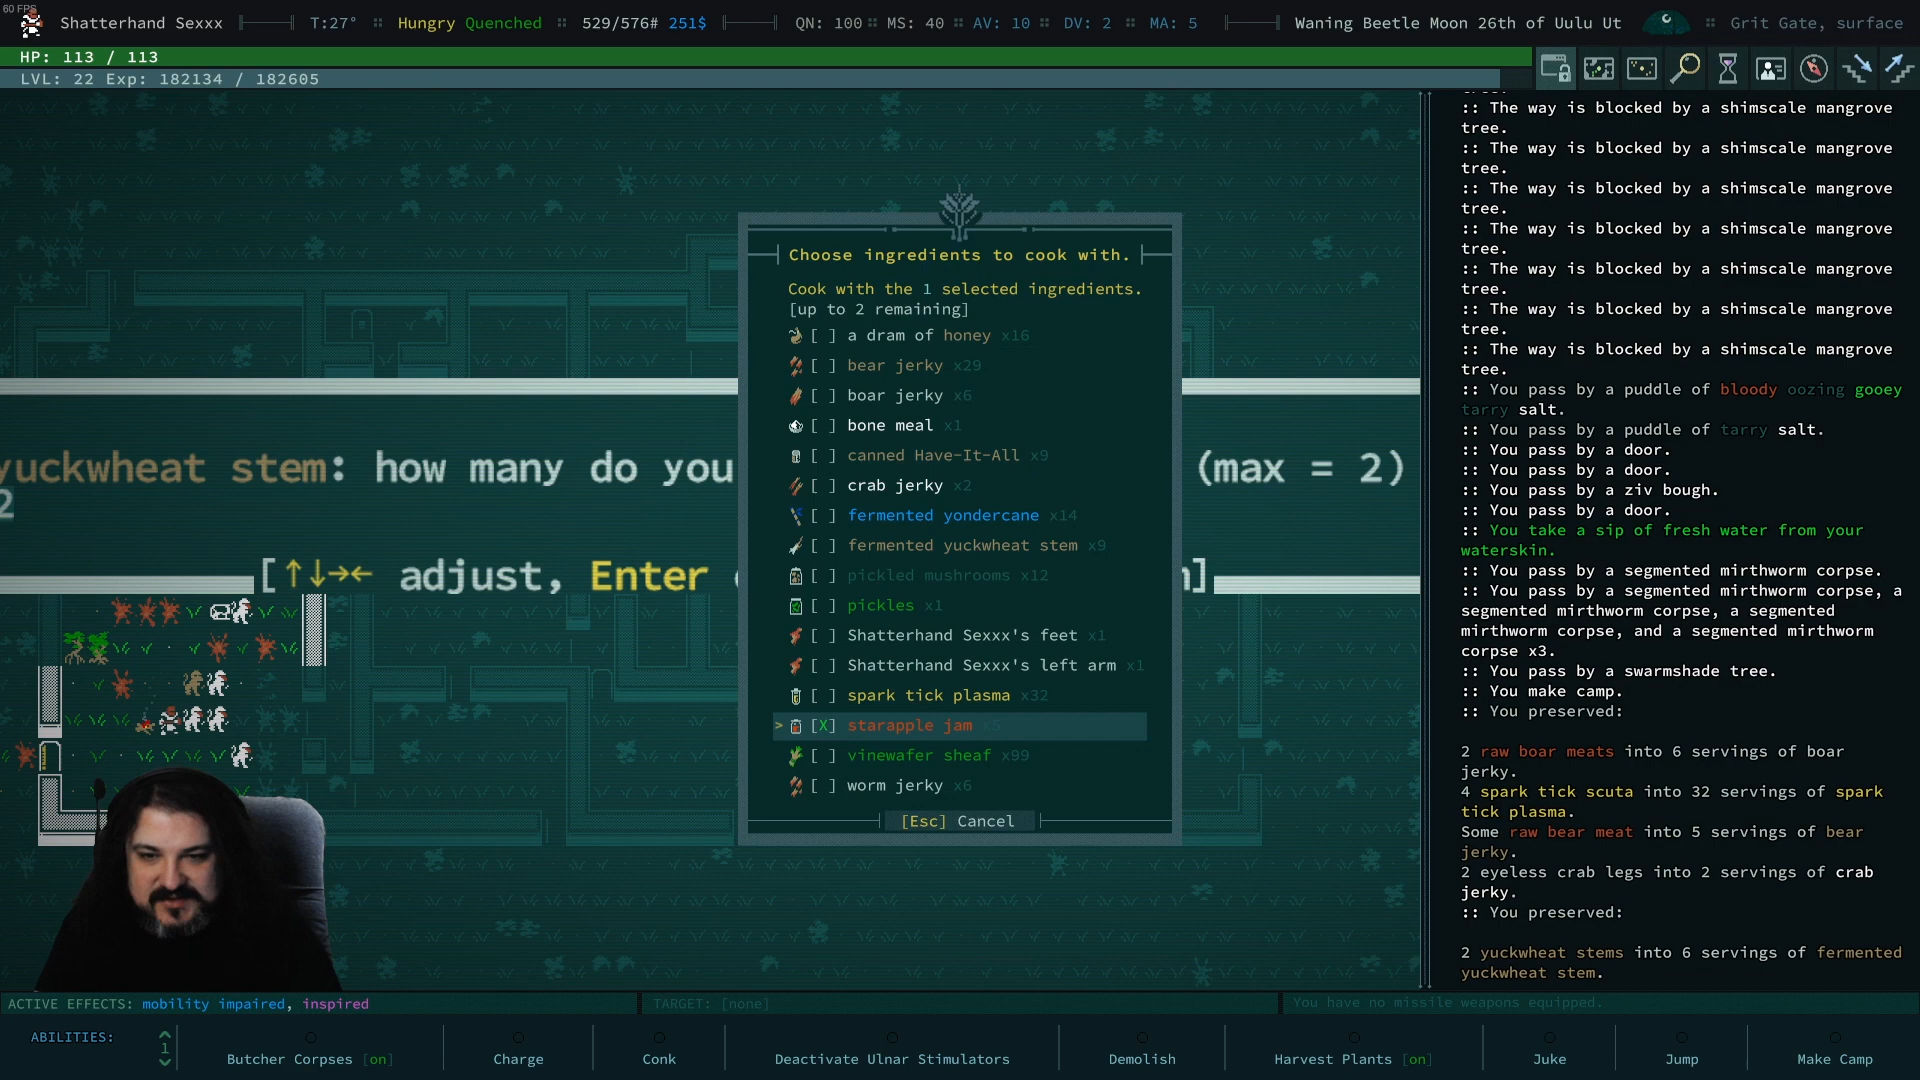 60 FPS
Shatterhand Sexxx T:27° :: Hungry Quenched :: 529/576# 251$ QN: 100 :: MS: 40 :: AV: 10 :: DV: 2 :: MA: 5 Waning Beetle Moon 26th of Uulu Ut :: Grit Gate, surface
HP: 113 / 113
LVL: 22 Exp: 182134 / 182605
:: The way is blocked by a shimscale mangrove
tree.
:: The way is blocked by a shimscale mangrove
tree.
:: The way is blocked by a shimscale mangrove
tree.
:: The way is blocked by a shimscale mangrove
tree.
:: The way is blocked by a shimscale mangrove
tree.
:: The way is blocked by a shimscale mangrove
tree.
:: The way is blocked by a shimscale mangrove
tree.
:: You pass by a puddle of bloody oozing gooey
tarry salt.
:: You pass by a puddle of tarry salt.
:: You pass by a door.
:: You pass by a door.
:: You pass by a ziv bough.
:: You pass by a door.
:: You take a sip of fresh water from your
waterskin.
:: You pass by a segmented mirthworm corpse.
:: You pass by a segmented mirthworm corpse, a
segmented mirthworm corpse, a segmented
mirthworm corpse, and a segmented mirthworm
corpse x3.
:: You pass by a swarmshade tree.
:: You make camp.
:: You preserved:
2 raw boar meats into 6 servings of boar
jerky.
4 spark tick scuta into 32 servings of spark
tick plasma.
Some raw bear meat into 5 servings of bear
jerky.
2 eyeless crab legs into 2 servings of crab
jerky.
:: You preserved:
2 yuckwheat stems into 6 servings of fermented
yuckwheat stem.
Choose ingredients to cook with.
Cook with the 1 selected ingredients.
[up to 2 remaining]
[ ] a dram of honey x16
[ ] bear jerky x29
[ ] boar jerky x6
[ ] bone meal x1
[ ] canned Have-It-All x9
[ ] crab jerky x2
[ ] fermented yondercane x14
[ ] fermented yuckwheat stem x9
[ ] pickled mushrooms x12
[ ] pickles x1
[ ] Shatterhand Sexxx's feet x1
[ ] Shatterhand Sexxx's left arm x1
[ ] spark tick plasma x32
> [X] starapple jam x5
[ ] vinewafer sheaf x99
[ ] worm jerky x6
[Esc] Cancel
yuckwheat stem: how many do you (max = 2)
2
[↑↓→← adjust, Enter
ACTIVE EFFECTS: mobility impaired, inspired
TARGET: [none]
You have no missile weapons equipped.
ABILITIES: 1 Butcher Corpses [on] Charge Conk Deactivate Ulnar Stimulators Demolish Harvest Plants [on] Juke Jump Make Camp